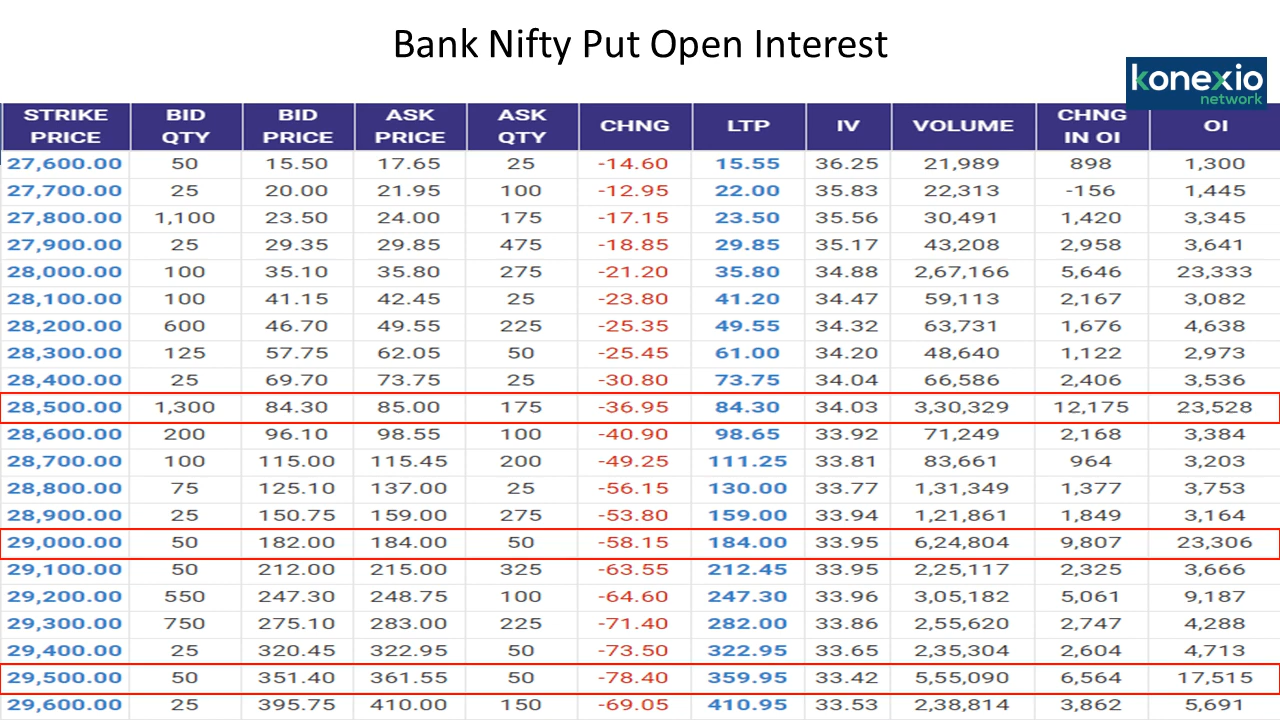 Bank Nifty Put Open Interest
konexio
network
STRIKE PRICE BID QTY BID PRICE ASK PRICE ASK QTY CHNG LTP IV VOLUME CHNG IN OI OI
27,600.00 50 15.50 17.65 25 -14.60 15.55 36.25 21,989 898 1,300
27,700.00 25 20.00 21.95 100 -12.95 22.00 35.83 22,313 -156 1,445
27,800.00 1,100 23.50 24.00 175 -17.15 23.50 35.56 30,491 1,420 3,345
27,900.00 25 29.35 29.85 475 -18.85 29.85 35.17 43,208 2,958 3,641
28,000.00 100 35.10 35.80 275 -21.20 35.80 34.88 2,67,166 5,646 23,333
28,100.00 100 41.15 42.45 25 -23.80 41.20 34.47 59,113 2,167 3,082
28,200.00 600 46.70 49.55 225 -25.35 49.55 34.32 63,731 1,676 4,638
28,300.00 125 57.75 62.05 50 -25.45 61.00 34.20 48,640 1,122 2,973
28,400.00 25 69.70 73.75 25 -30.80 73.75 34.04 66,586 2,406 3,536
28,500.00 1,300 84.30 85.00 175 -36.95 84.30 34.03 3,30,329 12,175 23,528
28,600.00 200 96.10 98.55 100 -40.90 98.65 33.92 71,249 2,168 3,384
28,700.00 100 115.00 115.45 200 -49.25 111.25 33.81 83,661 964 3,203
28,800.00 75 125.10 137.00 25 -56.15 130.00 33.77 1,31,349 1,377 3,753
28,900.00 25 150.75 159.00 275 -53.80 159.00 33.94 1,21,861 1,849 3,164
29,000.00 50 182.00 184.00 50 -58.15 184.00 33.95 6,24,804 9,807 23,306
29,100.00 50 212.00 215.00 325 -63.55 212.45 33.95 2,25,117 2,325 3,666
29,200.00 550 247.30 248.75 100 -64.60 247.30 33.96 3,05,182 5,061 9,187
29,300.00 750 275.10 283.00 225 -71.40 282.00 33.86 2,55,620 2,747 4,288
29,400.00 25 320.45 322.95 50 -73.50 322.95 33.65 2,35,304 2,604 4,713
29,500.00 50 351.40 361.55 50 -78.40 359.95 33.42 5,55,090 6,564 17,515
29,600.00 25 395.75 410.00 150 -69.05 410.95 33.53 2,38,814 3,862 5,691